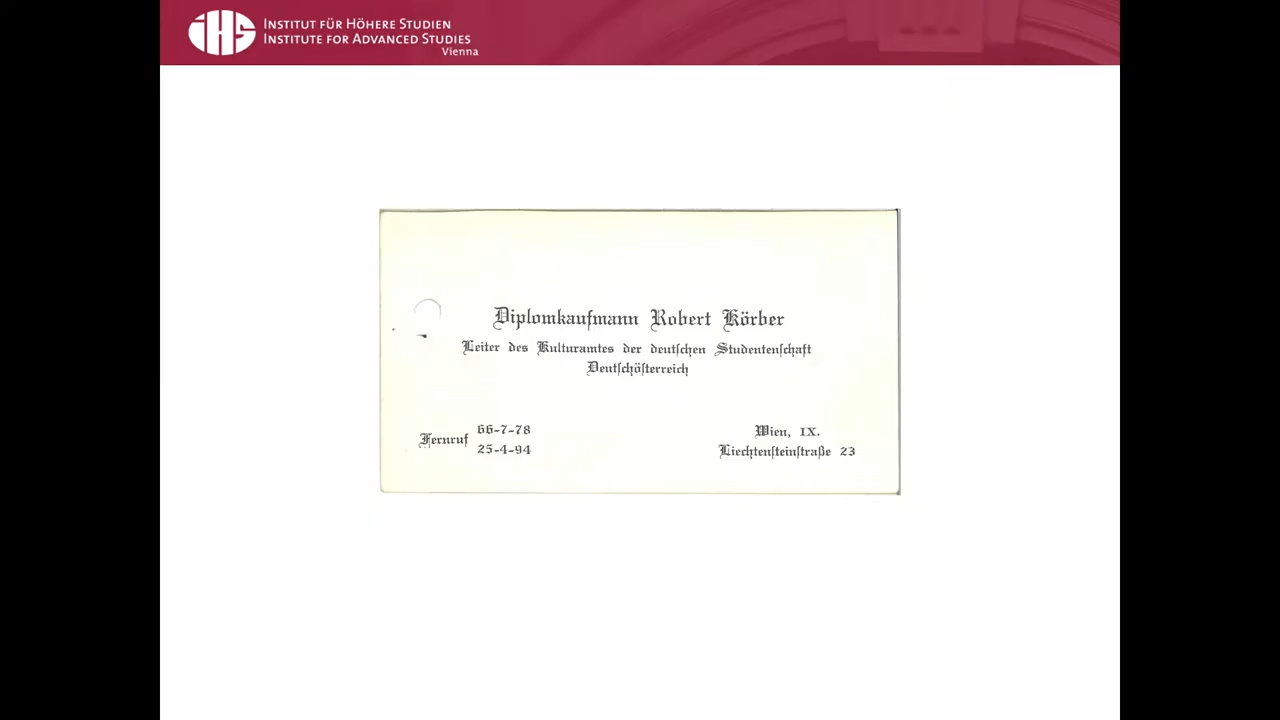 iHS
INSTITUT FÜR HÖHERE STUDIEN
INSTITUTE FOR ADVANCED STUDIES
Vienna
Diplomkaufmann Robert Körber
Leiter des Kulturamtes der deutſchen Studentenſchaft
Deutſchöſterreich
Fernruf 66-7-78
25-4-94
Wien, IX.
Liechtenſteinſtraße 23